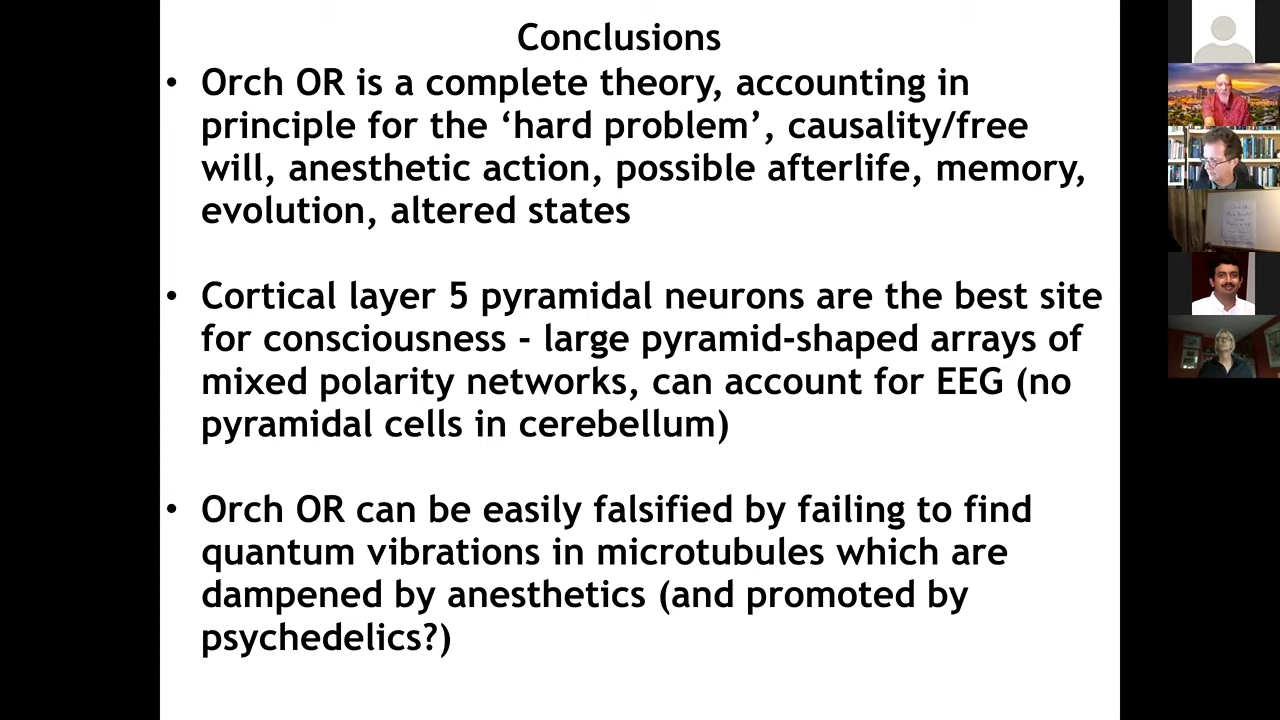 Conclusions
• Orch OR is a complete theory, accounting in
principle for the ‘hard problem’, causality/free
will, anesthetic action, possible afterlife, memory,
evolution, altered states
• Cortical layer 5 pyramidal neurons are the best site
for consciousness - large pyramid-shaped arrays of
mixed polarity networks, can account for EEG (no
pyramidal cells in cerebellum)
• Orch OR can be easily falsified by failing to find
quantum vibrations in microtubules which are
dampened by anesthetics (and promoted by
psychedelics?)